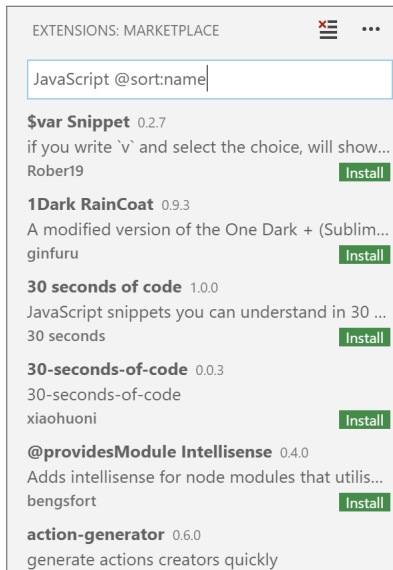 EXTENSIONS: MARKETPLACE
JavaScript @sort:name
$var Snippet 0.2.7
if you write `v` and select the choice, will show...
Rober19 Install
1Dark RainCoat 0.9.3
A modified version of the One Dark + (Sublim...
ginfuru Install
30 seconds of code 1.0.0
JavaScript snippets you can understand in 30 ...
30 seconds Install
30-seconds-of-code 0.0.3
30-seconds-of-code
xiaohuoni Install
@providesModule Intellisense 0.4.0
Adds intellisense for node modules that utilis...
bengsfort Install
action-generator 0.6.0
generate actions creators quickly